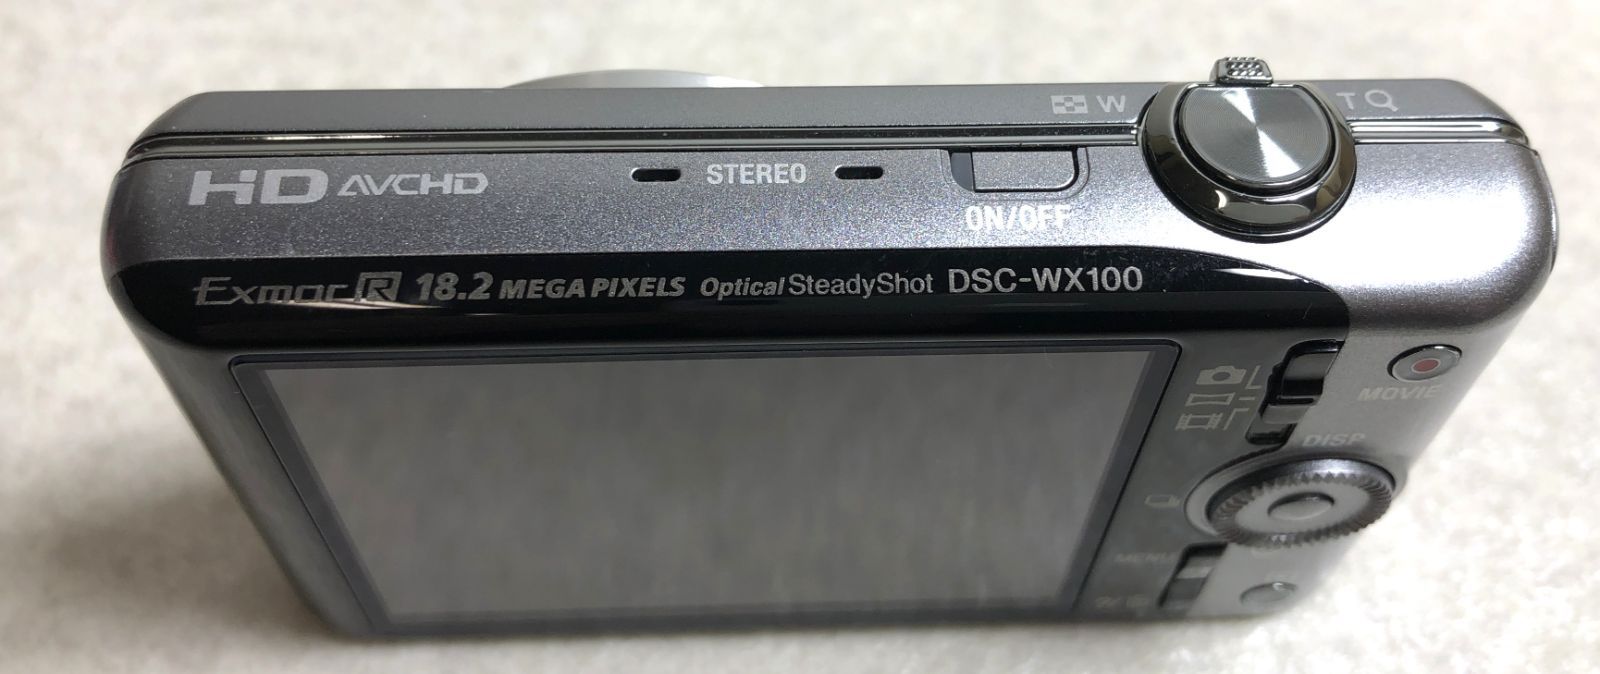 W T
HD AVCHD STEREO
ON/OFF
Exmor R 18.2 MEGA PIXELS Optical SteadyShot DSC-WX100
MOVIE
DISP
MENU